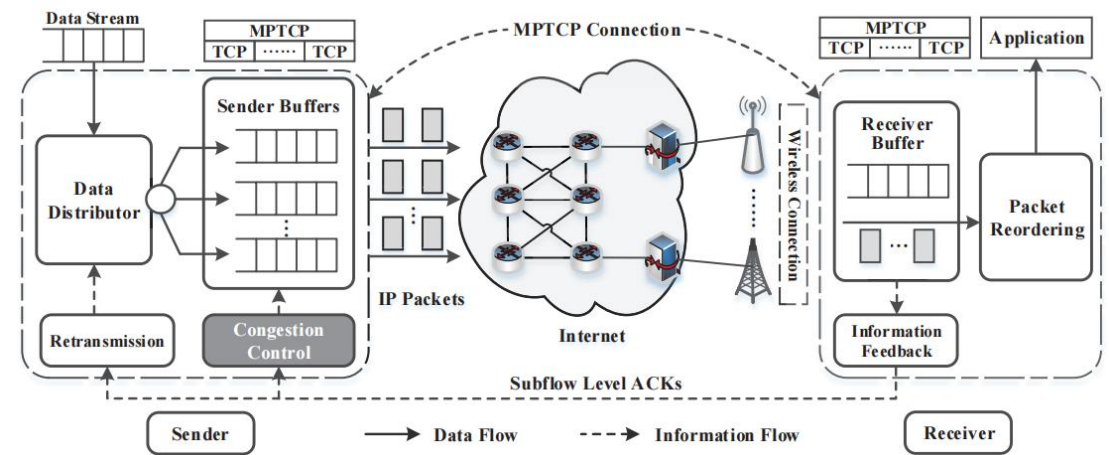 Data Stream
MPTCP
TCP ...... TCP
MPTCP Connection
MPTCP
TCP ...... TCP
Application
Sender Buffers
Data
Distributor
Receiver
Buffer
Packet
Reordering
Wireless Connection
IP Packets
Internet
Retransmission
Congestion
Control
Information
Feedback
Subflow Level ACKs
Sender
Data Flow
Information Flow
Receiver